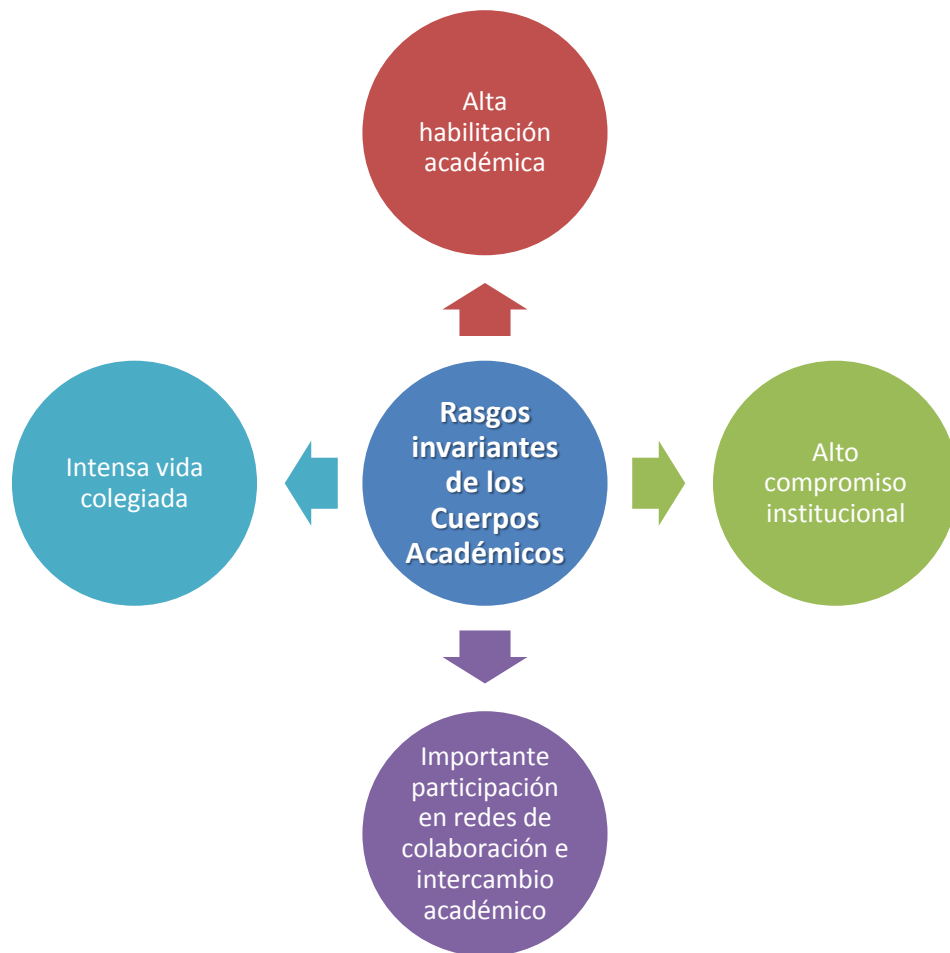 Alta
habilitación
académica
Intensa vida
colegiada
Rasgos
invariantes
de los
Cuerpos
Académicos
Alto
compromiso
institucional
Importante
participación
en redes de
colaboración e
intercambio
académico